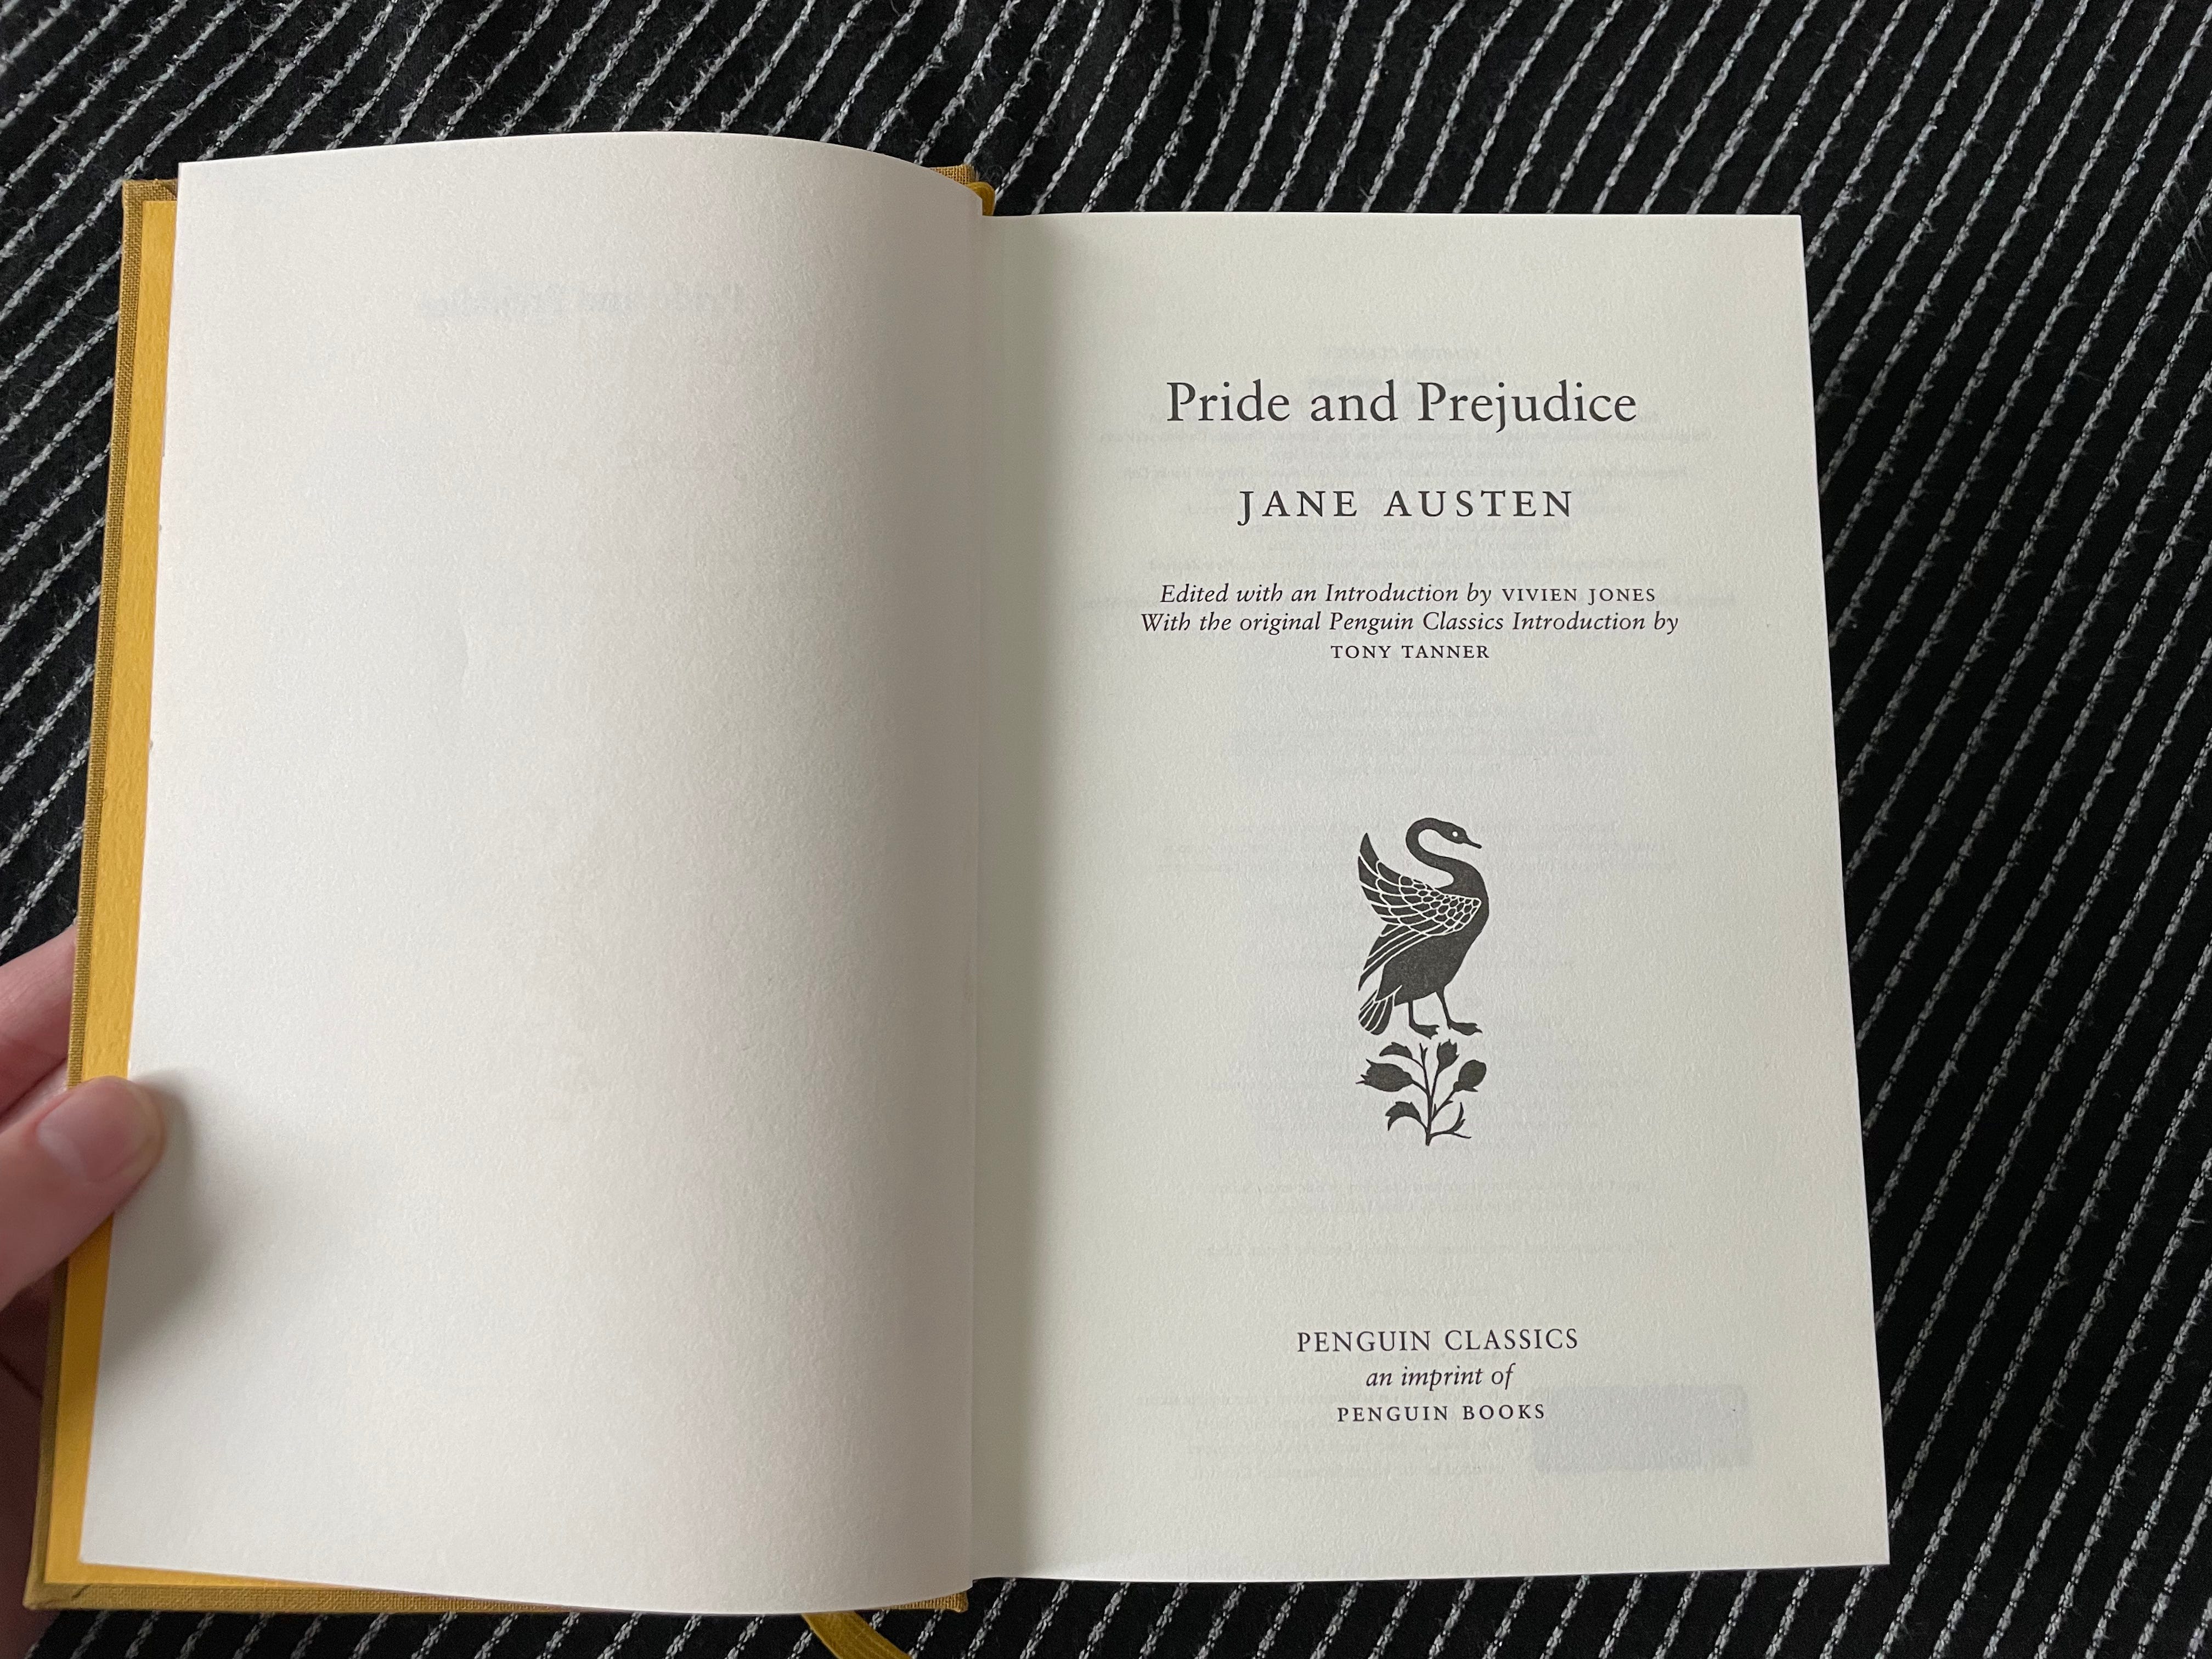 Pride and Prejudice
JANE AUSTEN
Edited with an Introduction by VIVIEN JONES
With the original Penguin Classics Introduction by
TONY TANNER
PENGUIN CLASSICS
an imprint of
PENGUIN BOOKS